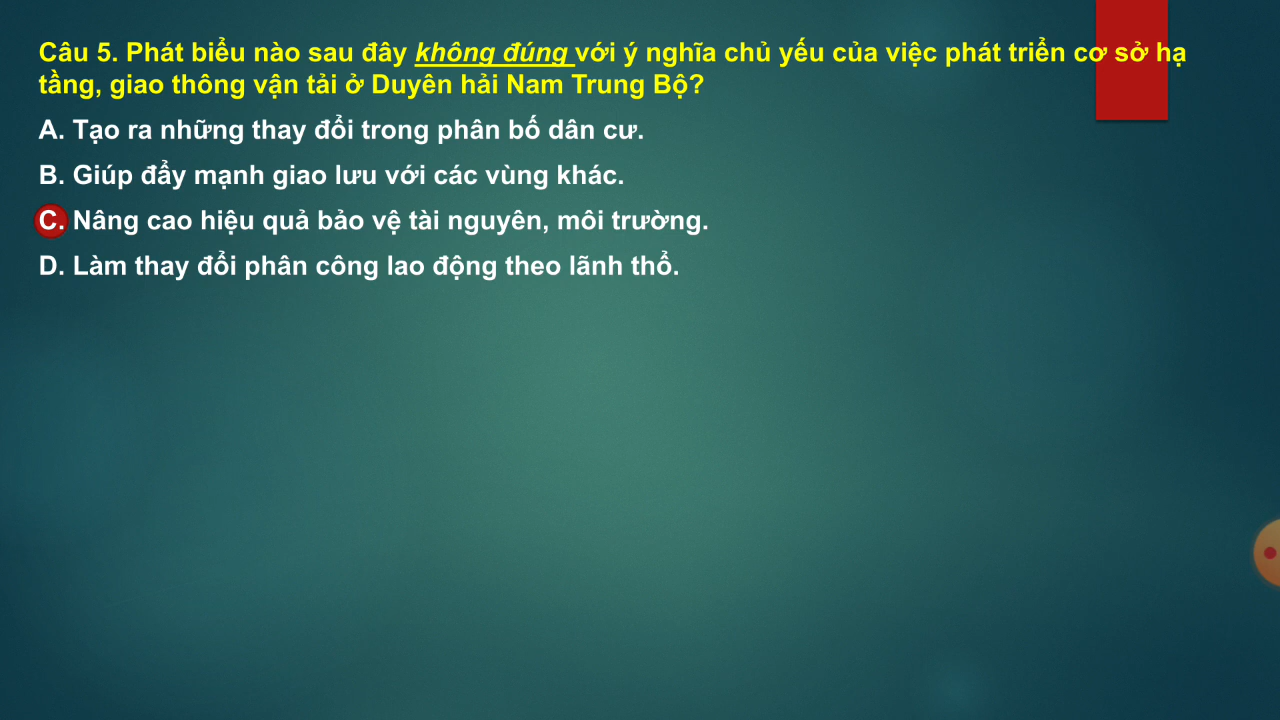 Câu 5. Phát biểu nào sau đây không đúng với ý nghĩa chủ yếu của việc phát triển cơ sở hạ
tầng, giao thông vận tải ở Duyên hải Nam Trung Bộ?
A. Tạo ra những thay đổi trong phân bố dân cư.
B. Giúp đẩy mạnh giao lưu với các vùng khác.
C. Nâng cao hiệu quả bảo vệ tài nguyên, môi trường.
D. Làm thay đổi phân công lao động theo lãnh thổ.